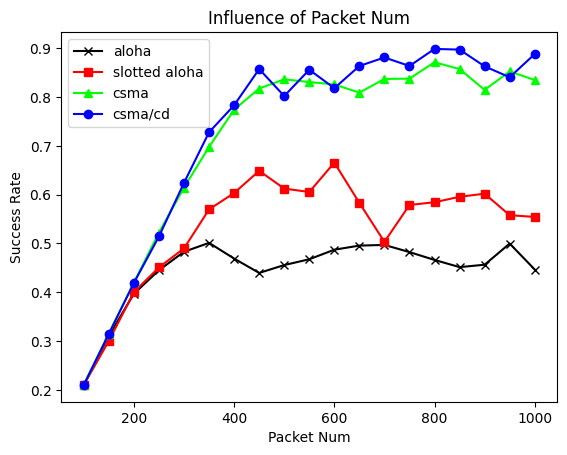 Influence of Packet Num
aloha
slotted aloha
csma
csma/cd
Success Rate
0.9
0.8
0.7
0.6
0.5
0.4
0.3
0.2
200
400
600
800
1000
Packet Num